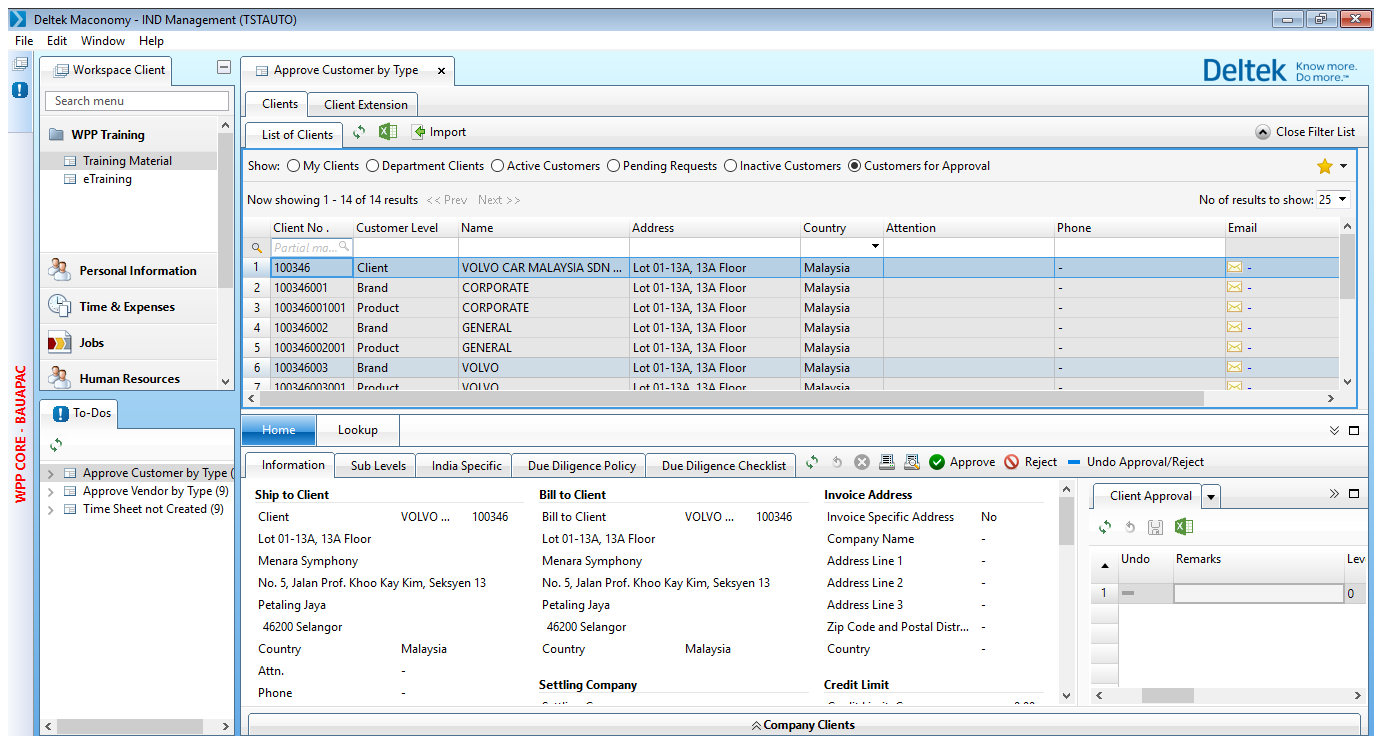 Deltek Maconomy - IND Management (TSTAUTO)
File Edit Window Help
Workspace Client
Search menu
WPP Training
Training Material
eTraining
Personal Information
Time & Expenses
Jobs
Human Resources
WPP CORE - BAUAPAC
To-Dos
Approve Customer by Type (
Approve Vendor by Type (9)
Time Sheet not Created (9)
Approve Customer by Type x
Deltek Know more. Do more.™
Clients Client Extension
List of Clients Import Close Filter List
Show: My Clients Department Clients Active Customers Pending Requests Inactive Customers Customers for Approval
Now showing 1 - 14 of 14 results << Prev Next >> No of results to show: 25
Client No . Customer Level Name Address Country Attention Phone Email
Partial ma...
1 100346 Client VOLVO CAR MALAYSIA SDN ... Lot 01-13A, 13A Floor Malaysia - -
2 100346001 Brand CORPORATE Lot 01-13A, 13A Floor Malaysia - -
3 100346001001 Product CORPORATE Lot 01-13A, 13A Floor Malaysia - -
4 100346002 Brand GENERAL Lot 01-13A, 13A Floor Malaysia - -
5 100346002001 Product GENERAL Lot 01-13A, 13A Floor Malaysia - -
6 100346003 Brand VOLVO Lot 01-13A, 13A Floor Malaysia - -
7 100346003001 Product VOLVO Lot 01-13A, 13A Floor Malaysia -
Home Lookup
Information Sub Levels India Specific Due Diligence Policy Due Diligence Checklist Approve Reject Undo Approval/Reject
Ship to Client Bill to Client Invoice Address
Client VOLVO ... 100346 Bill to Client VOLVO ... 100346 Invoice Specific Address No
Lot 01-13A, 13A Floor Lot 01-13A, 13A Floor Company Name -
Menara Symphony Menara Symphony Address Line 1 -
No. 5, Jalan Prof. Khoo Kay Kim, Seksyen 13 No. 5, Jalan Prof. Khoo Kay Kim, Seksyen 13 Address Line 2 -
Petaling Jaya Petaling Jaya Address Line 3 -
46200 Selangor 46200 Selangor Zip Code and Postal Distr... -
Country Malaysia Country Malaysia Country -
Attn. -
Phone - Settling Company Credit Limit
Client Approval
Undo Remarks Lev
1 0
Company Clients